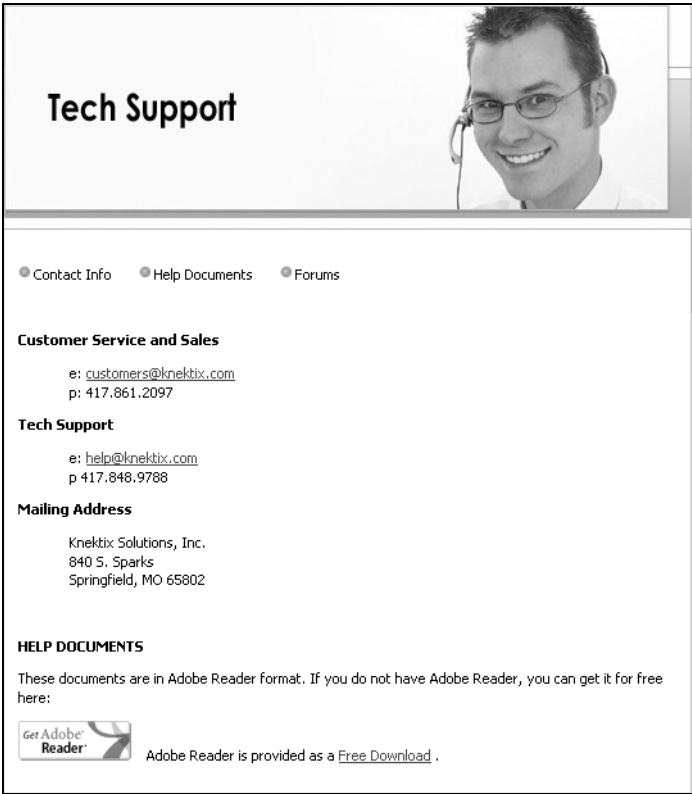 Tech Support
Contact Info Help Documents Forums
Customer Service and Sales
e: customers@knektix.com
p: 417.861.2097
Tech Support
e: help@knektix.com
p 417.848.9788
Mailing Address
Knektix Solutions, Inc.
840 S. Sparks
Springfield, MO 65802
HELP DOCUMENTS
These documents are in Adobe Reader format. If you do not have Adobe Reader, you can get it for free
here:
Get Adobe
Reader
Adobe Reader is provided as a Free Download .